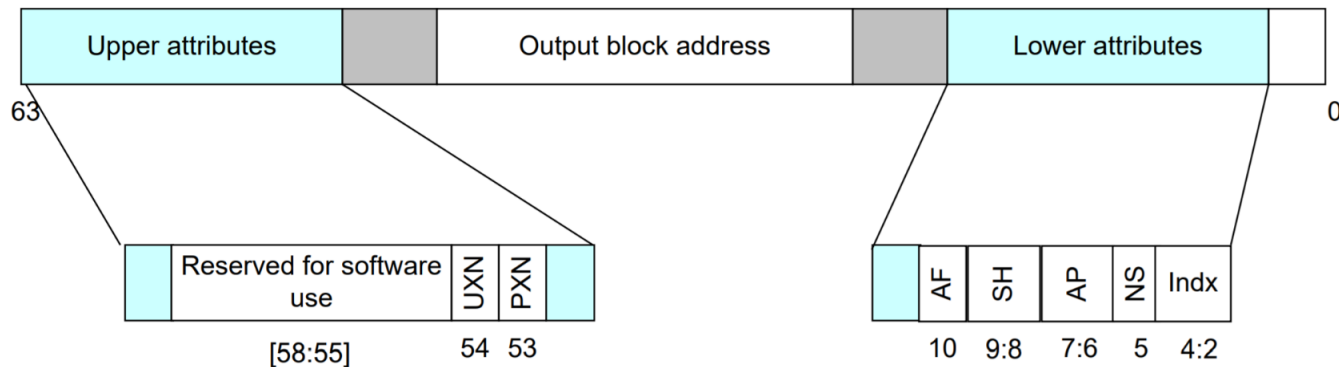 Upper attributes
Output block address
Lower attributes
63
0
Reserved for software
use
UXN
PXN
AF
SH
AP
NS
Indx
[58:55]
54
53
10
9:8
7:6
5
4:2